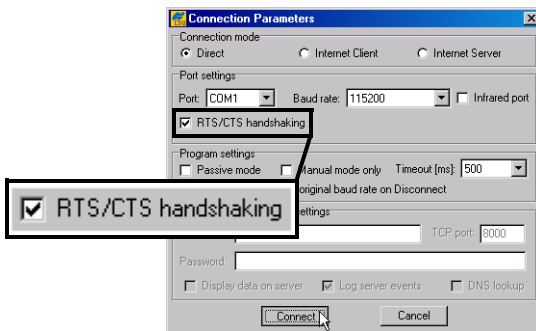 Connection Parameters
Connection mode
Direct Internet Client Internet Server
Port settings
Port: COM1 Baud rate: 115200 Infrared port
RTS/CTS handshaking
Program settings
Passive mode Manual mode only Timeout [ms]: 500
RTS/CTS handshaking
original baud rate on Disconnect
ettings
TCP port: 8000
Password:
Display data on server Log server events DNS lookup
Connect Cancel